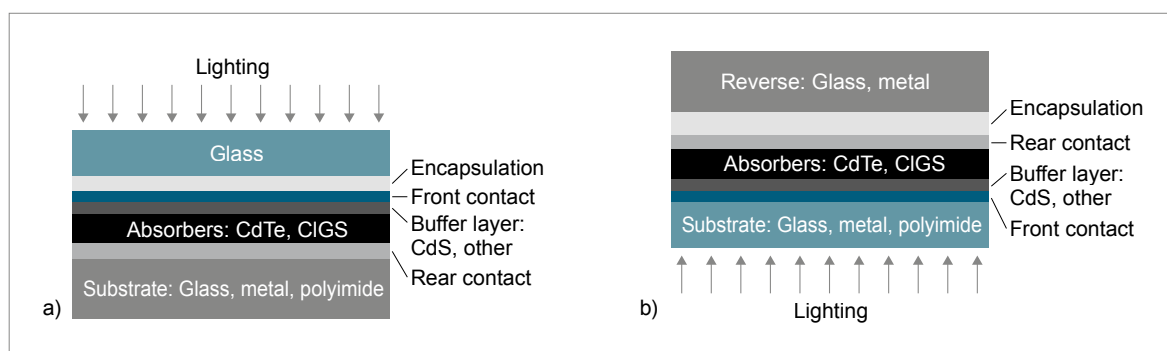 Lighting
Glass
Encapsulation
Front contact
Buffer layer:
CdS, other
Absorbers: CdTe, CIGS
Rear contact
Substrate: Glass, metal, polyimide
a)
Reverse: Glass, metal
Encapsulation
Rear contact
Absorbers: CdTe, CIGS
Buffer layer:
CdS, other
Front contact
Substrate: Glass, metal, polyimide
b)
Lighting